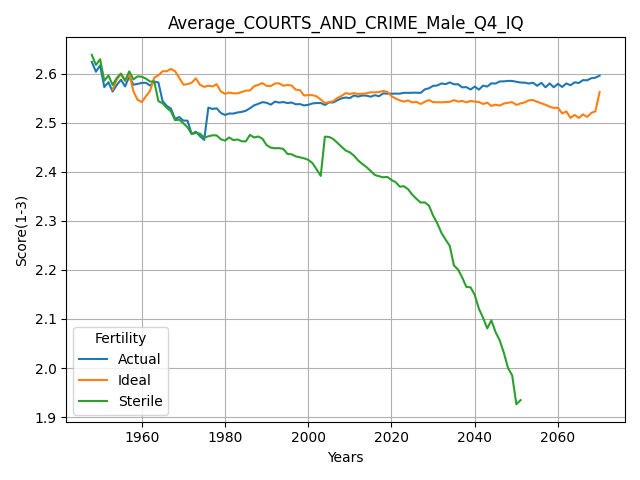 Average_COURTS_AND_CRIME_Male_Q4_IQ
Score(1-3)
2.6
2.5
2.4
2.3
2.2
2.1
2.0
1.9
Fertility
Actual
Ideal
Sterile
1960 1980 2000 2020 2040 2060
Years